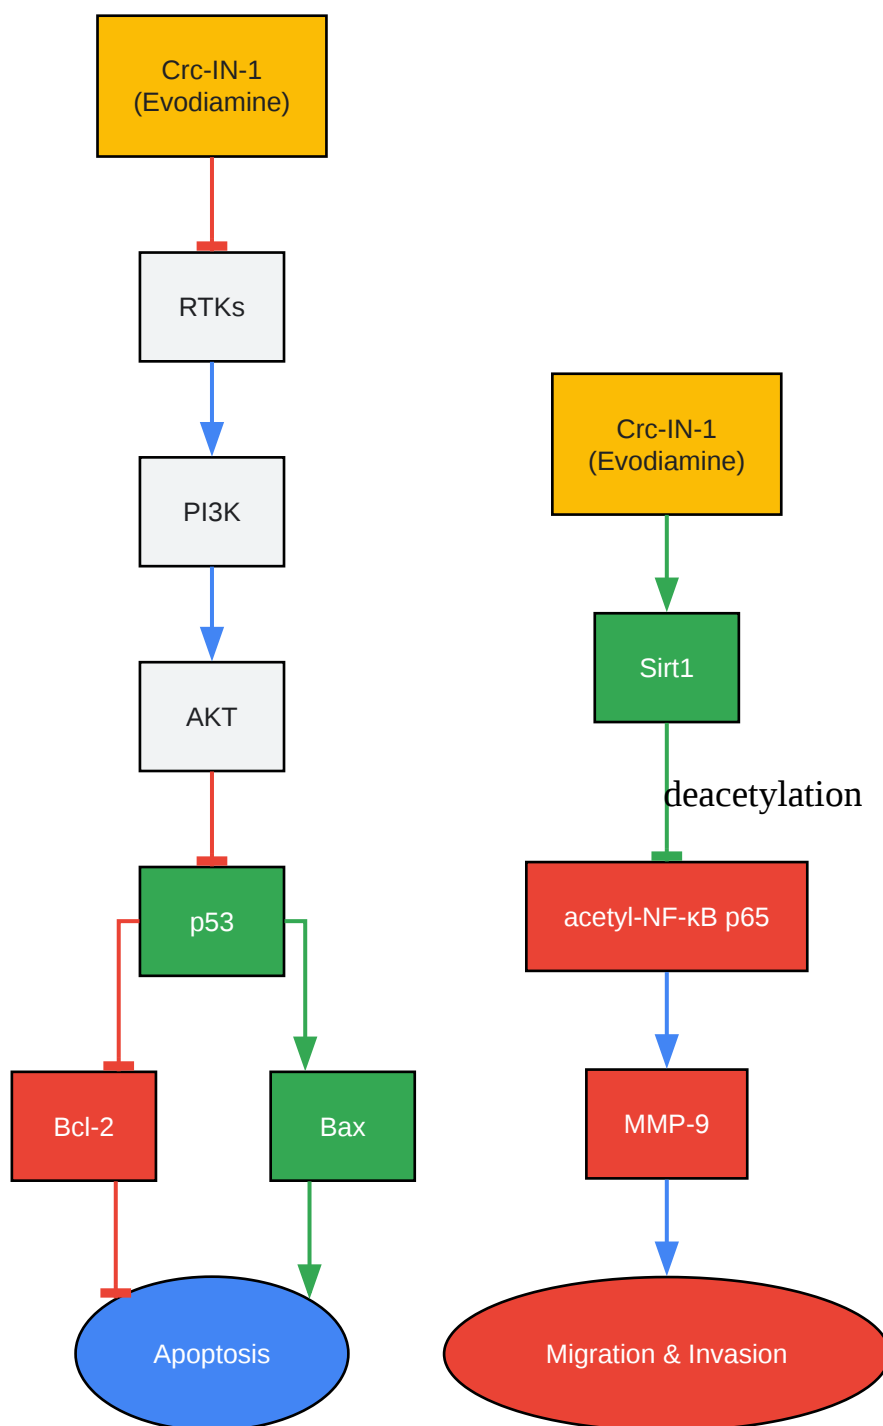 Crc-IN-1
(Evodiamine)
RTKs
PI3K
AKT
p53
Bcl-2
Bax
Apoptosis
Crc-IN-1
(Evodiamine)
Sirt1
deacetylation
acetyl-NF-κB p65
MMP-9
Migration & Invasion